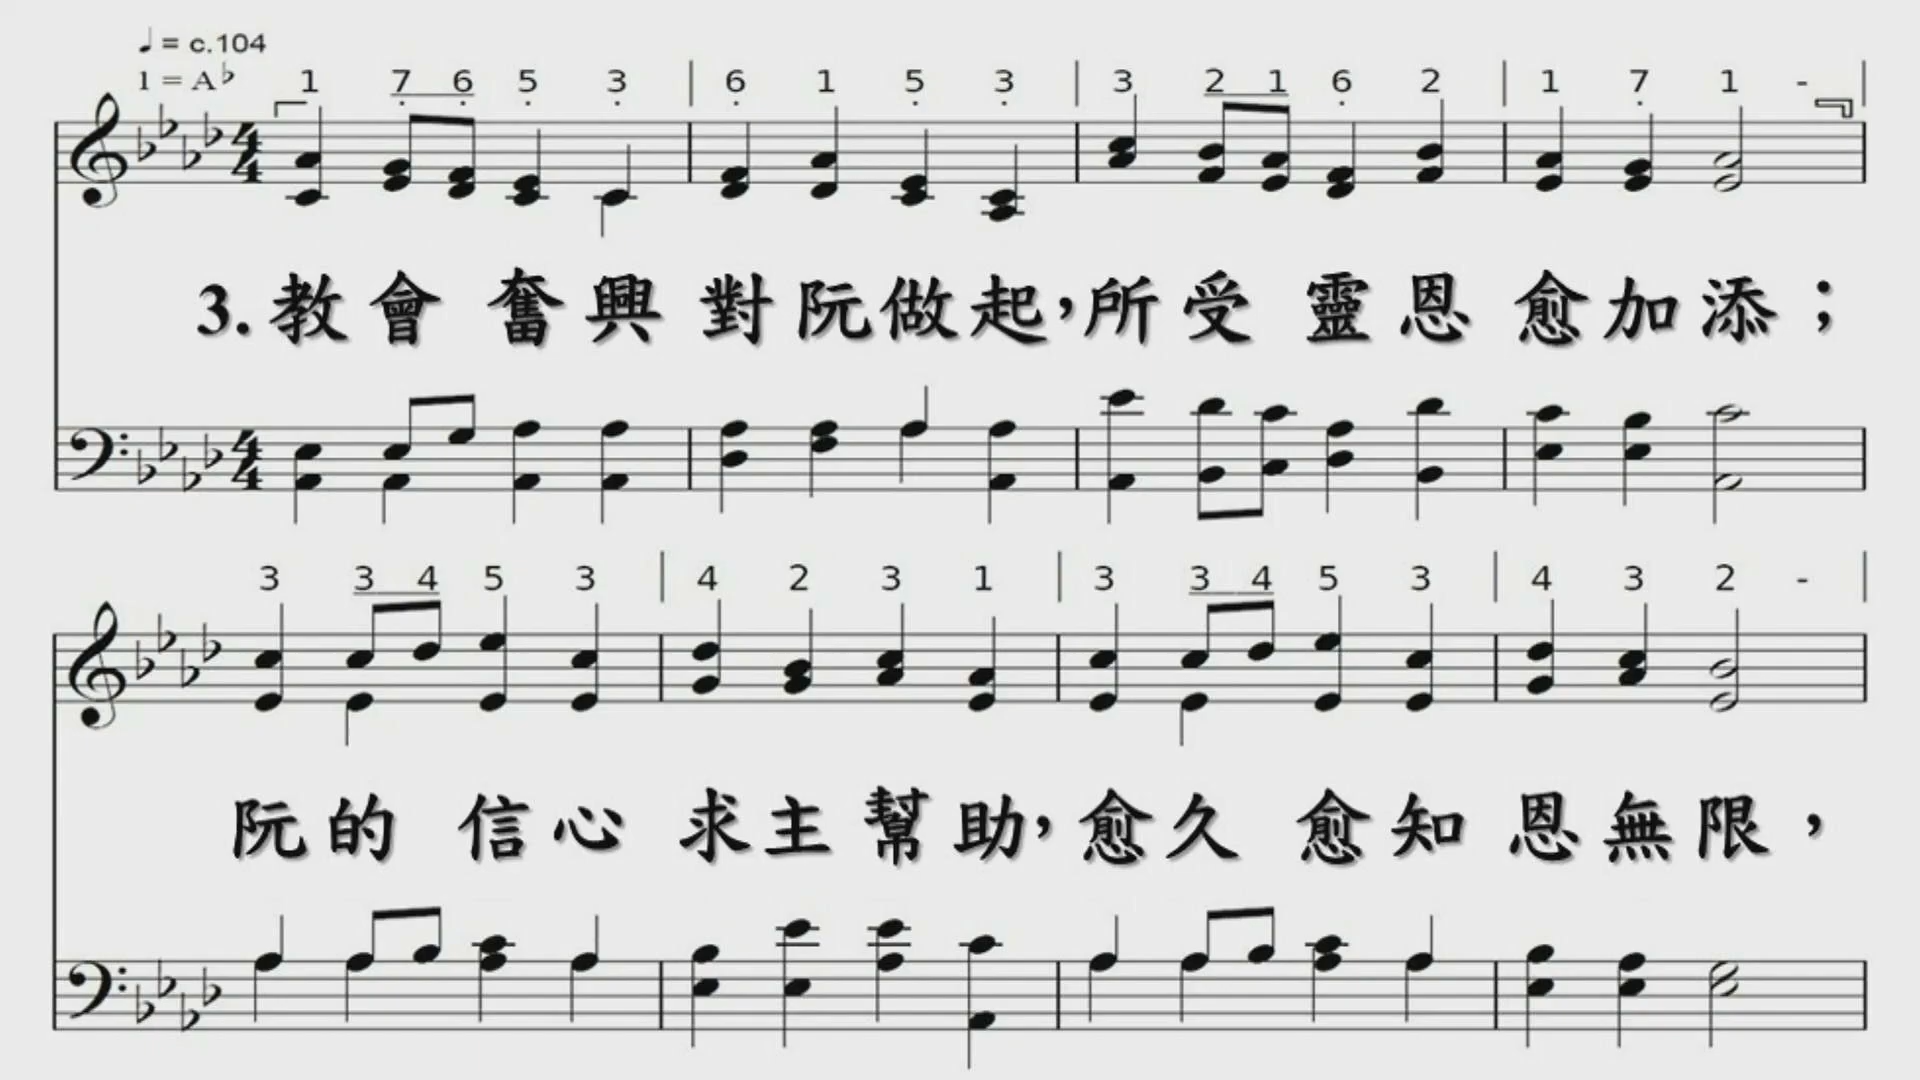 ♩ = c.104
1 = A♭ 1 7 6 5 3 | 6 1 5 3 | 3 2 1 6 2 | 1 7 1 - |
3. 教會 奮興 對阮做起,所受 靈恩 愈加添;
3 3 4 5 3 | 4 2 3 1 | 3 3 4 5 3 | 4 3 2 - |
阮的 信心 求主幫助,愈久 愈知 恩無限,